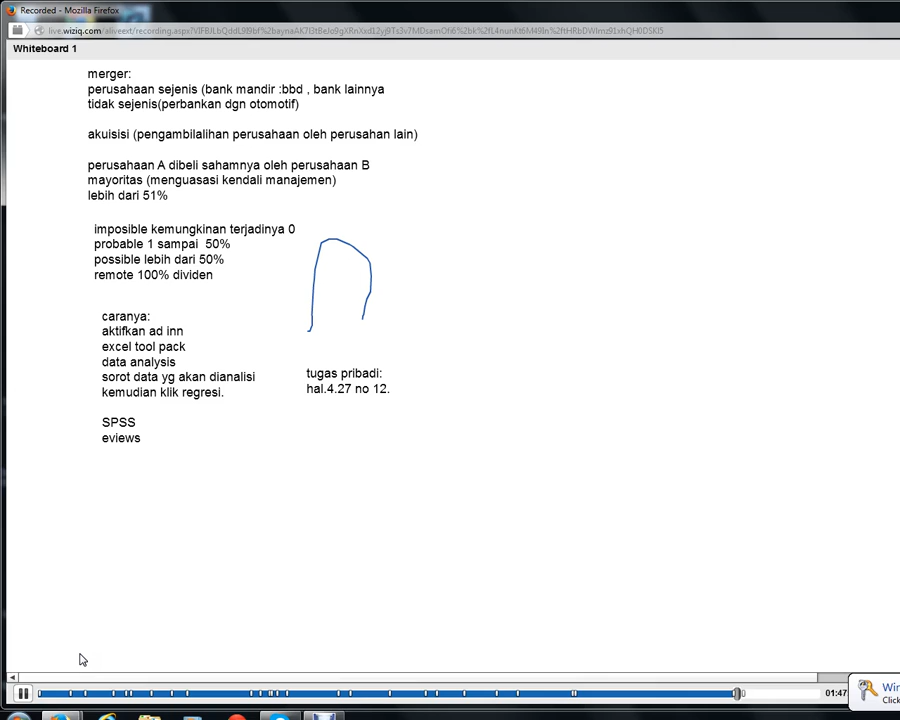 Recorded - Mozilla Firefox
Whiteboard 1
merger:
perusahaan sejenis (bank mandir :bbd , bank lainnya
tidak sejenis(perbankan dgn otomotif)
akuisisi (pengambilalihan perusahaan oleh perusahan lain)
perusahaan A dibeli sahamnya oleh perusahaan B
mayoritas (menguasasi kendali manajemen)
lebih dari 51%
imposible kemungkinan terjadinya 0
probable 1 sampai 50%
possible lebih dari 50%
remote 100% dividen
caranya:
aktifkan ad inn
excel tool pack
data analysis
sorot data yg akan dianalisi
kemudian klik regresi.
tugas pribadi:
hal.4.27 no 12.
SPSS
eviews
01:47
Win
Click